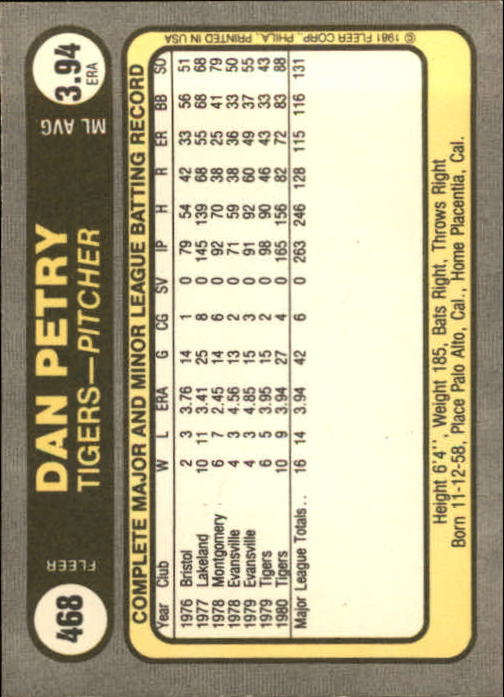 468
FLEER
DAN PETRY
TIGERS—PITCHER
ML AVG
3.94
ERA
COMPLETE MAJOR AND MINOR LEAGUE BATTING RECORD
Year Club W L ERA G CG SV IP H R ER BB SO
1976 Bristol 2 3 3.76 14 1 0 79 54 42 33 56 51
1977 Lakeland 10 11 3.41 25 8 0 145 139 68 55 68 68
1978 Montgomery 6 7 2.45 14 6 0 92 70 38 25 41 79
1978 Evansville 4 3 4.56 13 2 0 71 59 38 36 33 50
1979 Evansville 4 3 4.85 15 3 0 91 92 60 49 37 55
1979 Tigers 6 5 3.95 15 2 0 98 90 46 43 33 43
1980 Tigers 10 9 3.94 27 4 0 165 156 82 72 83 88
Major League Totals.. 16 14 3.94 42 6 0 263 246 128 115 116 131
Height 6'4", Weight 185, Bats Right, Throws Right
Born 11-12-58, Place Palo Alto, Cal., Home Placentia, Cal.
© 1981 FLEER CORP., PHILA., PRINTED IN USA